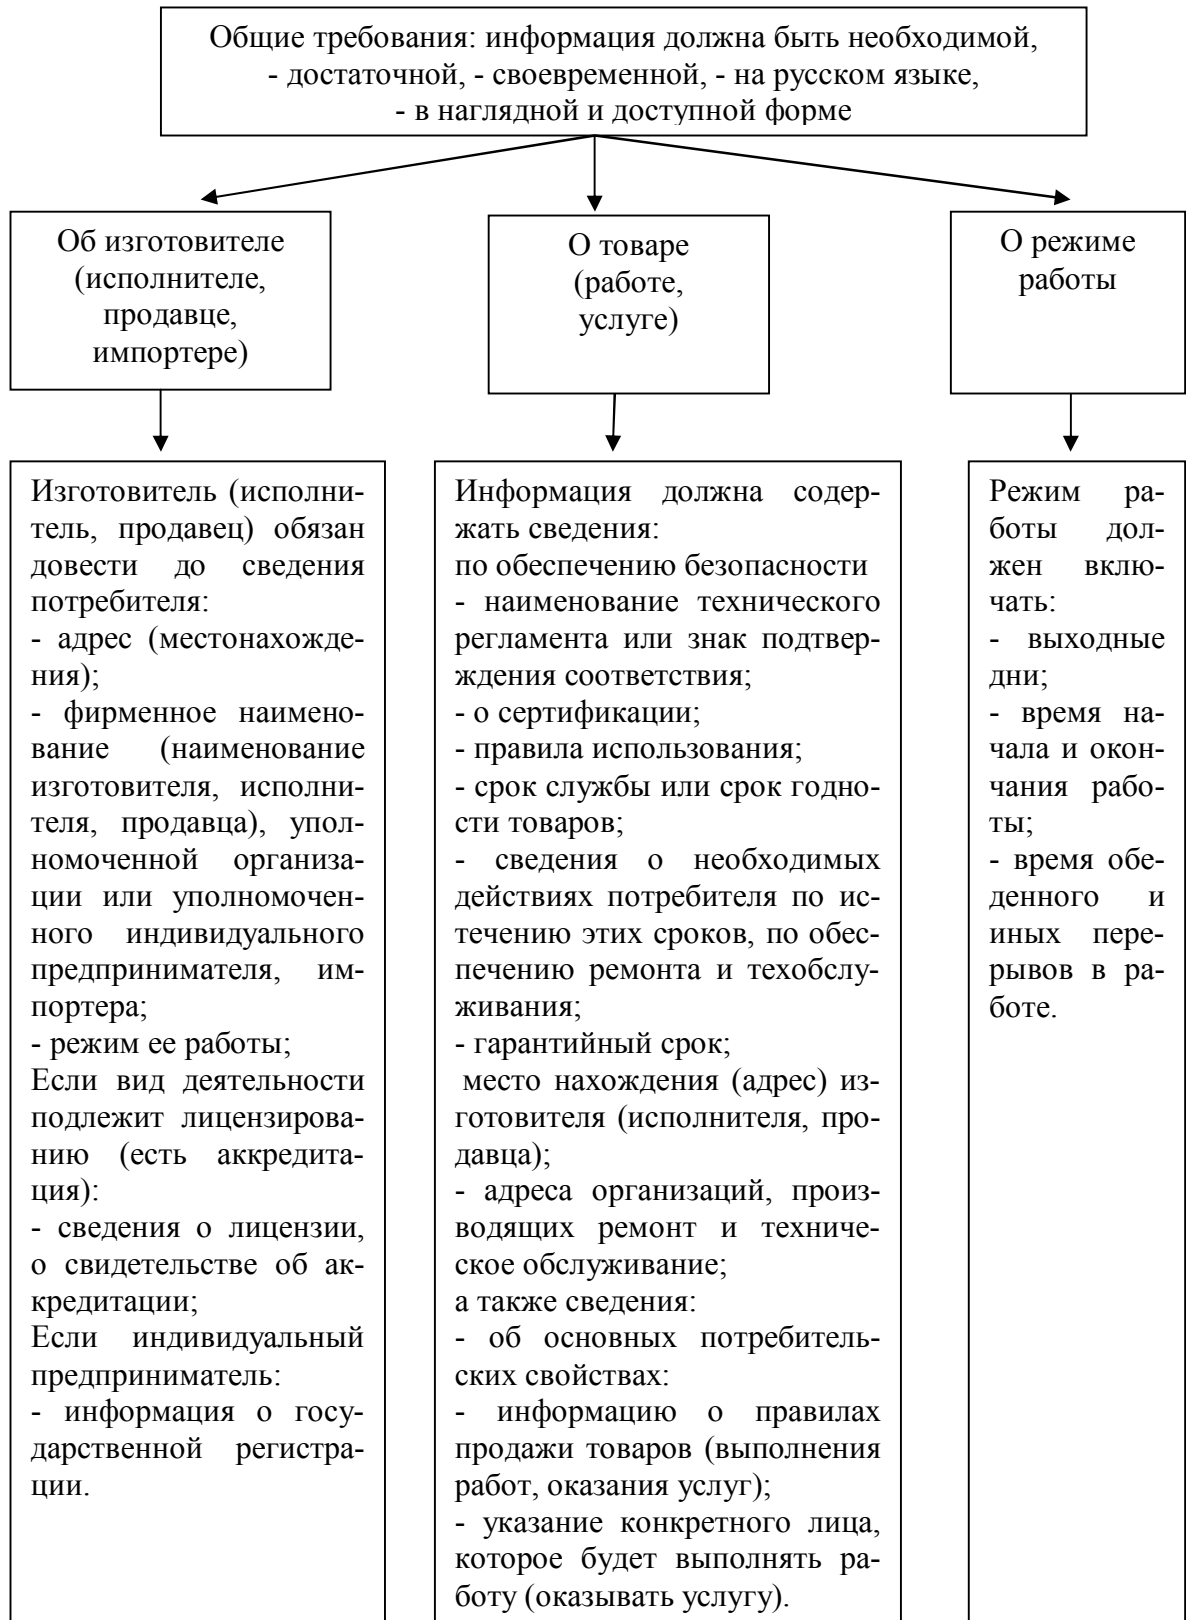 Общие требования: информация должна быть необходимой,
- достаточной, - своевременной, - на русском языке,
- в наглядной и доступной форме
Об изготовителе
(исполнителе,
продавце,
импортере)
О товаре
(работе,
услуге)
О режиме
работы
Изготовитель (исполни-
тель, продавец) обязан
довести до сведения
потребителя:
- адрес (местонахожде-
ния);
- фирменное наимено-
вание (наименование
изготовителя, исполни-
теля, продавца), упол-
номоченной организа-
ции или уполномочен-
ного индивидуального
предпринимателя, им-
портера;
- режим ее работы;
Если вид деятельности
подлежит лицензирова-
нию (есть аккредита-
ция):
- сведения о лицензии,
о свидетельстве об ак-
кредитации;
Если индивидуальный
предприниматель:
- информация о госу-
дарственной регистра-
ции.
Информация должна содер-
жать сведения:
по обеспечению безопасности
- наименование технического
регламента или знак подтвер-
ждения соответствия;
- о сертификации;
- правила использования;
- срок службы или срок годно-
сти товаров;
- сведения о необходимых
действиях потребителя по ис-
течению этих сроков, по обес-
печению ремонта и техобслу-
живания;
- гарантийный срок;
место нахождения (адрес) из-
готовителя (исполнителя, про-
давца);
- адреса организаций, произ-
водящих ремонт и техниче-
ское обслуживание;
а также сведения:
- об основных потребитель-
ских свойствах:
- информацию о правилах
продажи товаров (выполнения
работ, оказания услуг);
- указание конкретного лица,
которое будет выполнять ра-
боту (оказывать услугу).
Режим ра-
боты дол-
жен вклю-
чать:
- выходные
дни;
- время на-
чала и окон-
чания рабо-
ты;
- время обе-
денного и
иных пере-
рывов в ра-
боте.